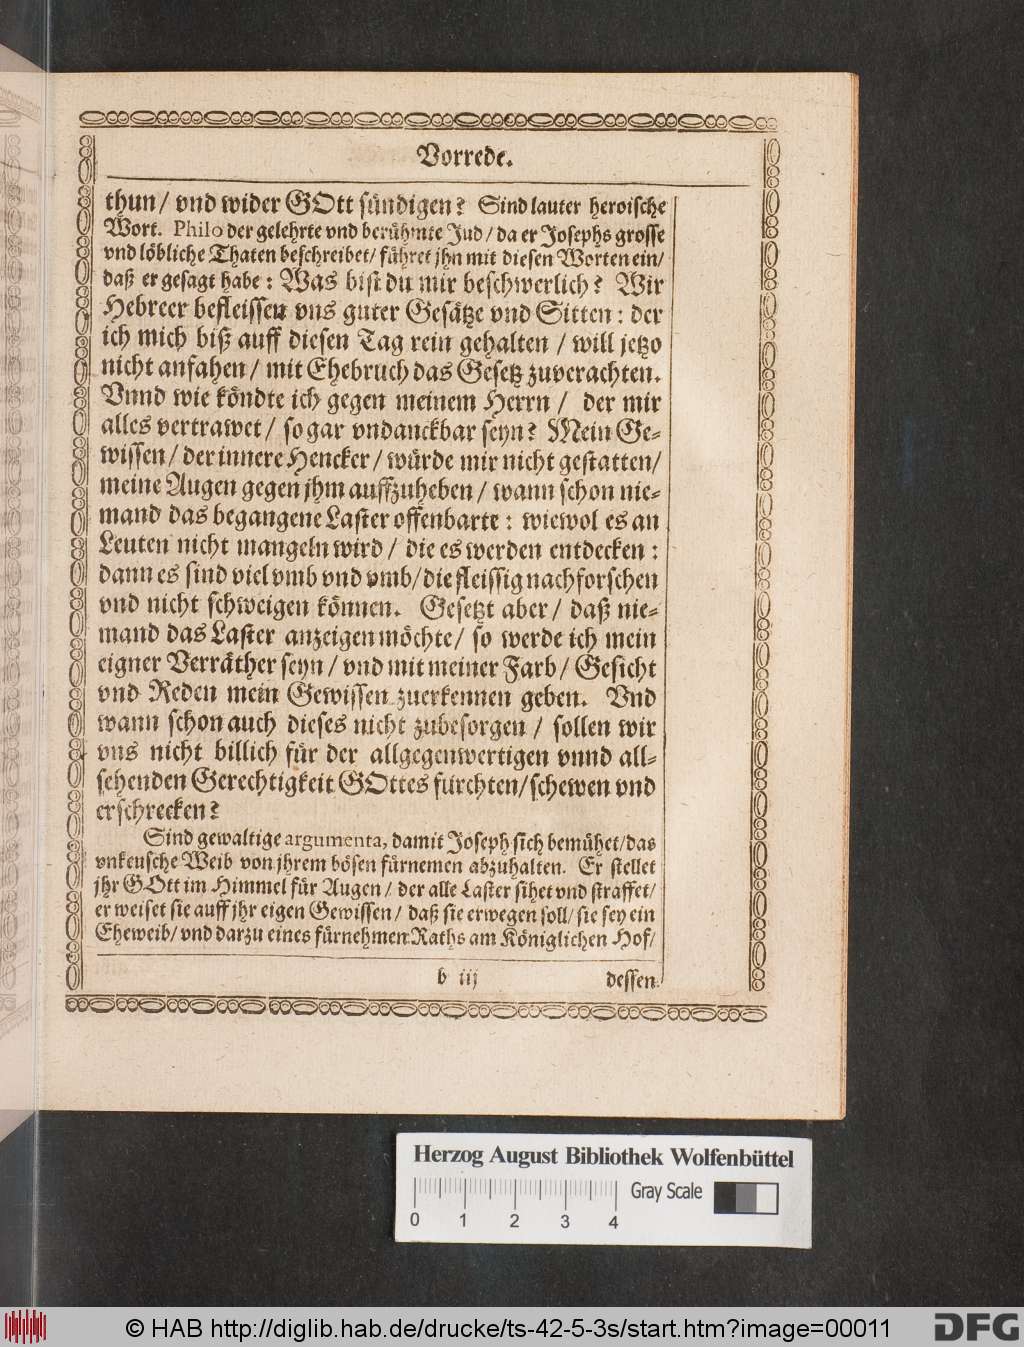 Vorrede.
thun/ vnd wider GOtt sündigen? Sind lauter heroische
Wort. Philo der gelehrte vnd berühmte Jud/ da er Josephs grosse
vnd löbliche Thaten beschreibet/ führet jhn mit diesen Worten ein/
daß er gesagt habe: Was bist du mir beschwerlich? Wir
Hebreer befleissen vns guter Gesätze vnd Sitten: der
ich mich biß auff diesen Tag rein gehalten/ will jetzo
nicht anfahen/ mit Ehebruch das Gesetz zuverachten.
Vnnd wie köndte ich gegen meinem Herrn/ der mir
alles vertrawet/ so gar vndanckbar seyn? Mein Ge-
wissen/ der innere Hencker/ würde mir nicht gestatten/
meine Augen gegen jhm auffzuheben/ wann schon nie-
mand das begangene Laster offenbarte: wiewol es an
Leuten nicht mangeln wird/ die es werden entdecken:
dann es sind viel vmb vnd vmb/ die fleissig nachforschen
vnd nicht schweigen können. Gesetzt aber/ daß nie-
mand das Laster anzeigen möchte/ so werde ich mein
eigner Verräther seyn/ vnd mit meiner Farb/ Gesicht
vnd Reden mein Gewissen zuerkennen geben. Vnd
wann schon auch dieses nicht zubesorgen/ sollen wir
vns nicht billich für der allgegenwertigen vnnd all-
sehenden Gerechtigkeit GOttes fürchten/ schewen vnd
erschrecken?
Sind gewaltige argumenta, damit Joseph sich bemühet/ das
vnkeusche Weib von jhrem bösen fürnemen abzuhalten. Er stellet
jhr GOtt im Himmel für Augen/ der alle Laster sihet vnd straffet/
er weiset sie auff jhr eigen Gewissen/ daß sie erwegen soll/ sie sey ein
Eheweib/ vnd darzu eines fürnehmen Raths am Königlichen Hof/
b iij dessen
Herzog August Bibliothek Wolfenbüttel
Gray Scale
0 1 2 3 4
© HAB http://diglib.hab.de/drucke/ts-42-5-3s/start.htm?image=00011
DFG